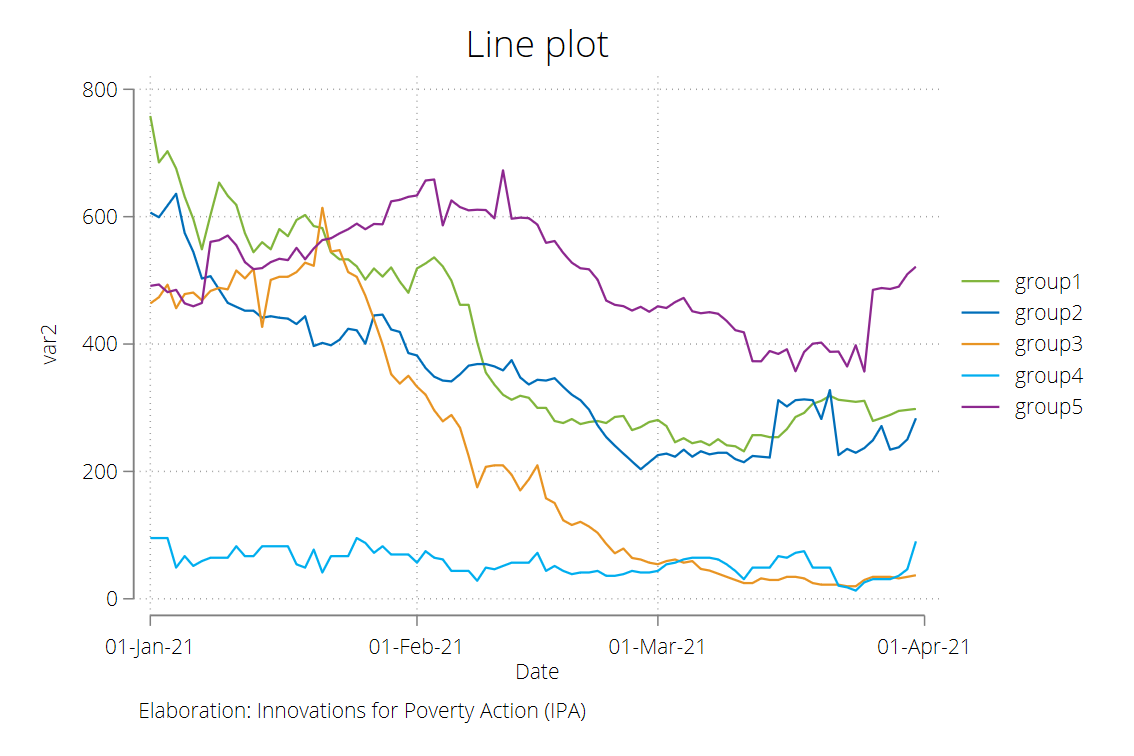 Line plot
800
600
400
200
0
var2
01-Jan-21 01-Feb-21 01-Mar-21 01-Apr-21
Date
group1
group2
group3
group4
group5
Elaboration: Innovations for Poverty Action (IPA)